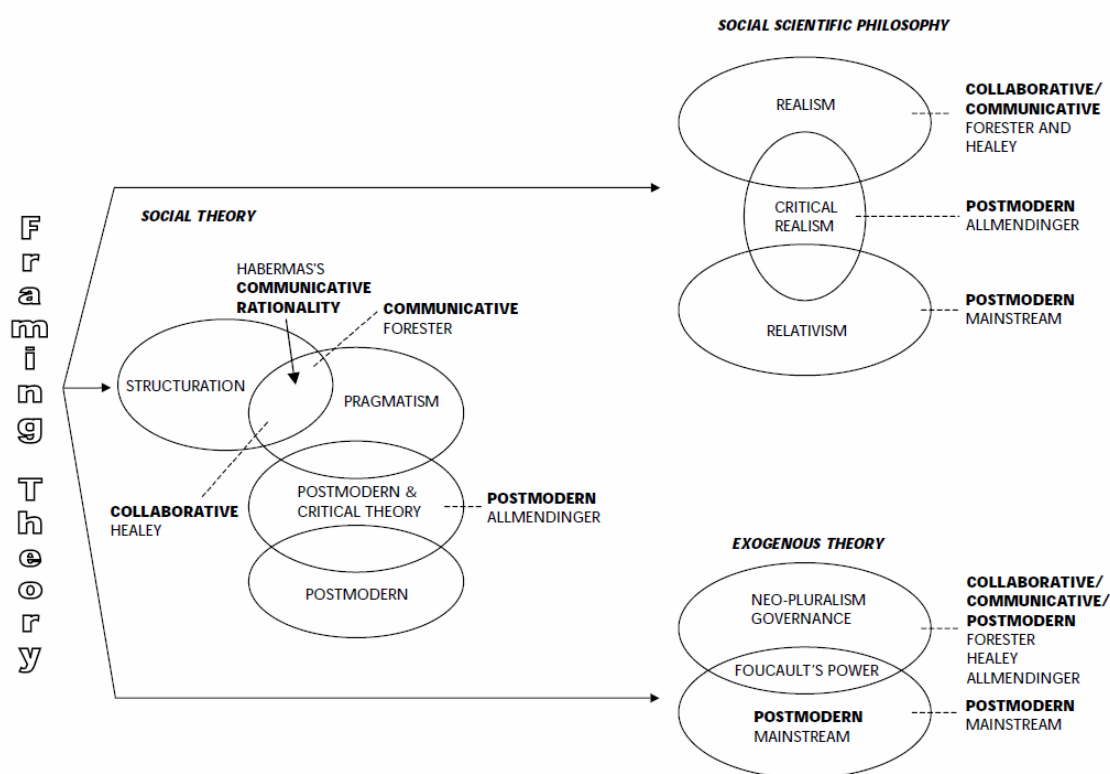 Framing Theory
SOCIAL SCIENTIFIC PHILOSOPHY
REALISM
COLLABORATIVE/
COMMUNICATIVE
FORESTER AND
HEALEY
CRITICAL
REALISM
POSTMODERN
ALLMENDINGER
RELATIVISM
POSTMODERN
MAINSTREAM
SOCIAL THEORY
HABERMAS'S
COMMUNICATIVE
RATIONALITY
COMMUNICATIVE
FORESTER
STRUCTURATION
PRAGMATISM
COLLABORATIVE
HEALEY
POSTMODERN &
CRITICAL THEORY
POSTMODERN
ALLMENDINGER
POSTMODERN
EXOGENOUS THEORY
NEO-PLURALISM
GOVERNANCE
COLLABORATIVE/
COMMUNICATIVE/
POSTMODERN
FORESTER
HEALEY
ALLMENDINGER
FOUCAULT'S POWER
POSTMODERN
MAINSTREAM
POSTMODERN
MAINSTREAM